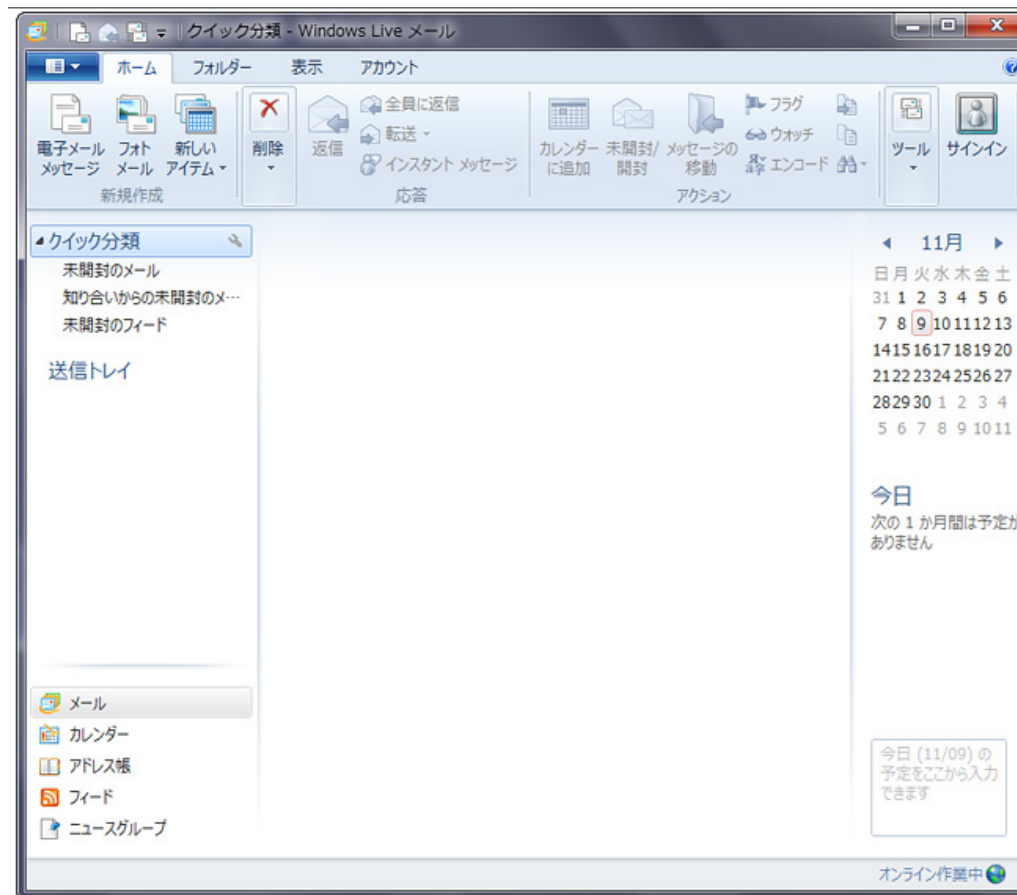 クイック分類 - Windows Live メール
ホーム フォルダー 表示 アカウント
電子メール メッセージ
フォト メール
新しい アイテム
新規作成
削除
返信
全員に返信
転送
インスタント メッセージ
応答
カレンダー に追加
未開封/ 開封
メッセージの 移動
フラグ
ウォッチ
エンコード
アクション
ツール
サインイン
クイック分類
未開封のメール
知り合いからの未開封のメ…
未開封のフィード
送信トレイ
メール
カレンダー
アドレス帳
フィード
ニュースグループ
11月
日 月 火 水 木 金 土
31 1 2 3 4 5 6
7 8 9 10 11 12 13
14 15 16 17 18 19 20
21 22 23 24 25 26 27
28 29 30 1 2 3 4
5 6 7 8 9 10 11
今日
次の 1 か月間は予定が
ありません
今日 (11/09) の
予定をここから入力
できます
オンライン作業中